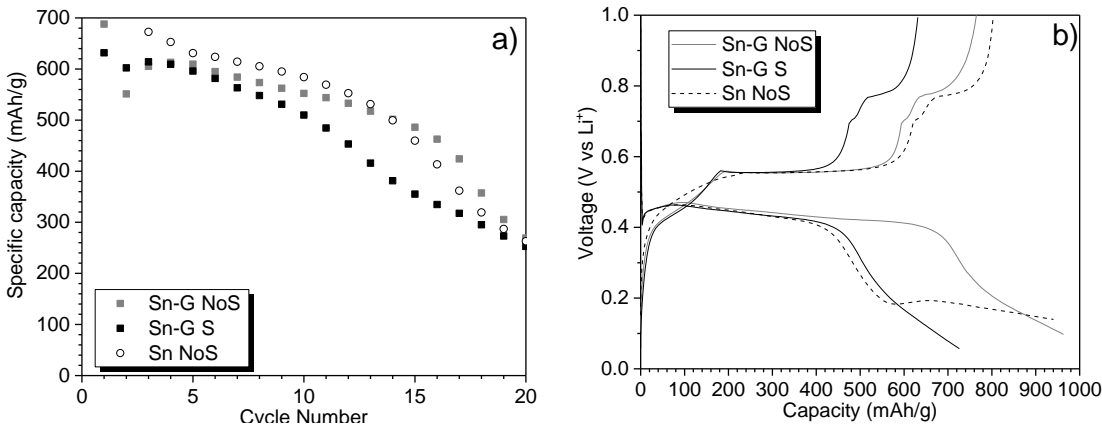 a)
700
600
500
400
300
200
100
0
Specific capacity (mAh/g)
Sn-G NoS
Sn-G S
Sn NoS
0 5 10 15 20
Cycle Number
b)
1.0
0.8
0.6
0.4
0.2
0.0
Voltage (V vs Li⁺)
Sn-G NoS
Sn-G S
Sn NoS
0 100 200 300 400 500 600 700 800 900 1000
Capacity (mAh/g)